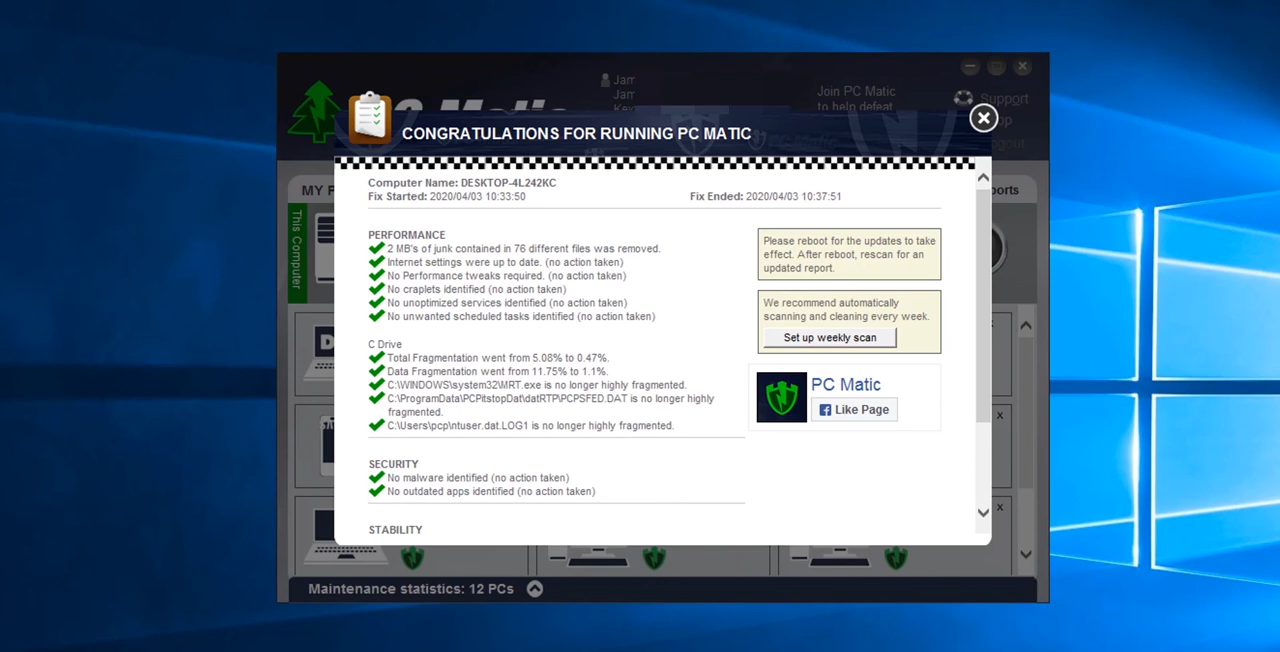 Jam
Jam
Key
Join PC Matic
to help defeat
Support
CONGRATULATIONS FOR RUNNING PC MATIC
MY P
ports
This Computer
Computer Name: DESKTOP-4L242KC
Fix Started: 2020/04/03 10:33:50
Fix Ended: 2020/04/03 10:37:51
PERFORMANCE
2 MB's of junk contained in 76 different files was removed.
Internet settings were up to date. (no action taken)
No Performance tweaks required. (no action taken)
No craplets identified (no action taken)
No unoptimized services identified (no action taken)
No unwanted scheduled tasks identified (no action taken)
Please reboot for the updates to take
effect. After reboot, rescan for an
updated report.
We recommend automatically
scanning and cleaning every week.
Set up weekly scan
C Drive
Total Fragmentation went from 5.08% to 0.47%.
Data Fragmentation went from 11.75% to 1.1%.
C:\WINDOWS\system32\MRT.exe is no longer highly fragmented.
C:\ProgramData\PCPitstopDat\datRTP\PCPSFED.DAT is no longer highly
fragmented.
C:\Users\pcp\ntuser.dat.LOG1 is no longer highly fragmented.
PC Matic
Like Page
SECURITY
No malware identified (no action taken)
No outdated apps identified (no action taken)
STABILITY
Maintenance statistics: 12 PCs